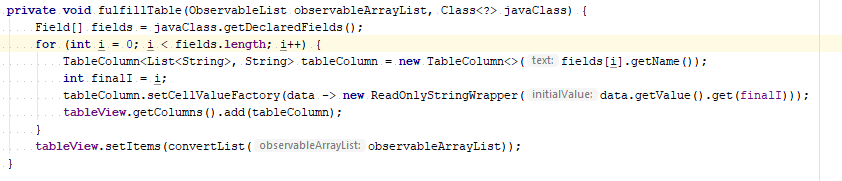 private void fulfillTable(ObservableList observableArrayList, Class<?> javaClass) {
    Field[] fields = javaClass.getDeclaredFields();
    for (int i = 0; i < fields.length; i++) {
        TableColumn<List<String>, String> tableColumn = new TableColumn<>( text: fields[i].getName());
        int finalI = i;
        tableColumn.setCellValueFactory(data -> new ReadOnlyStringWrapper( initialValue: data.getValue().get(finalI)));
        tableView.getColumns().add(tableColumn);
    }
    tableView.setItems(convertList( observableArrayList: observableArrayList));
}